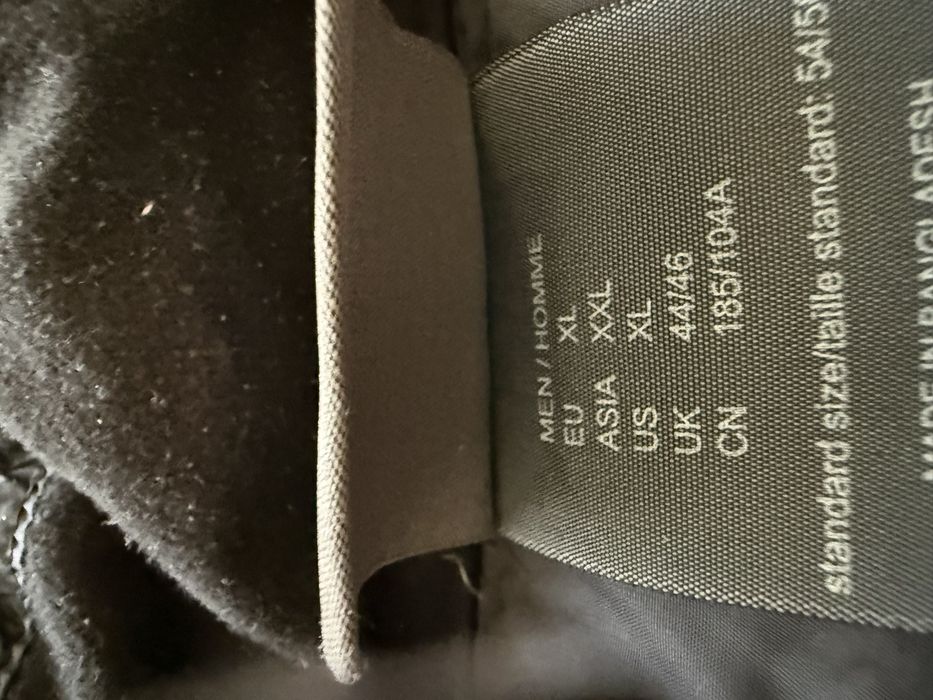 MEN / HOMME
EU XL
ASIA XXL
US XL
UK 44/46
CN 185/104A
standard size/taille standard: 5A/5
MADE IN BANGLADESH